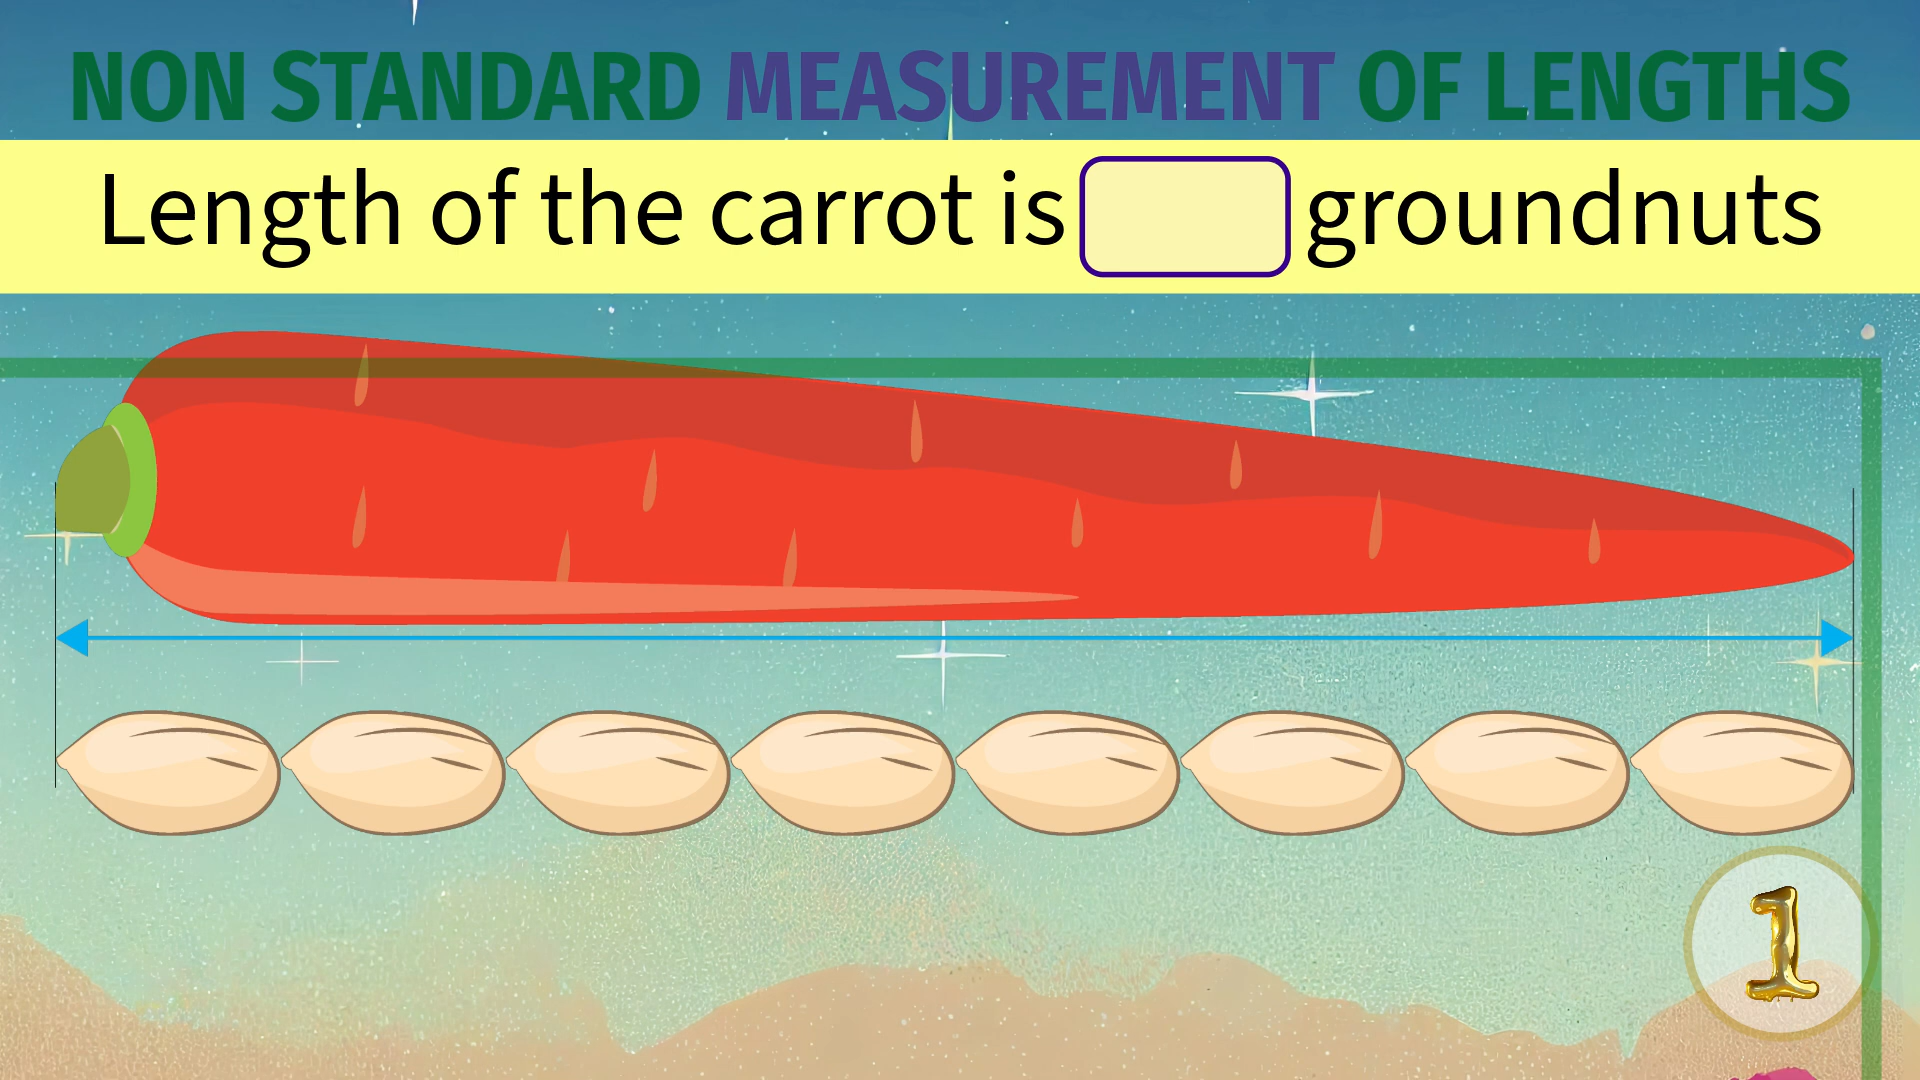 NON STANDARD MEASUREMENT OF LENGTHS
Length of the carrot is groundnuts
1